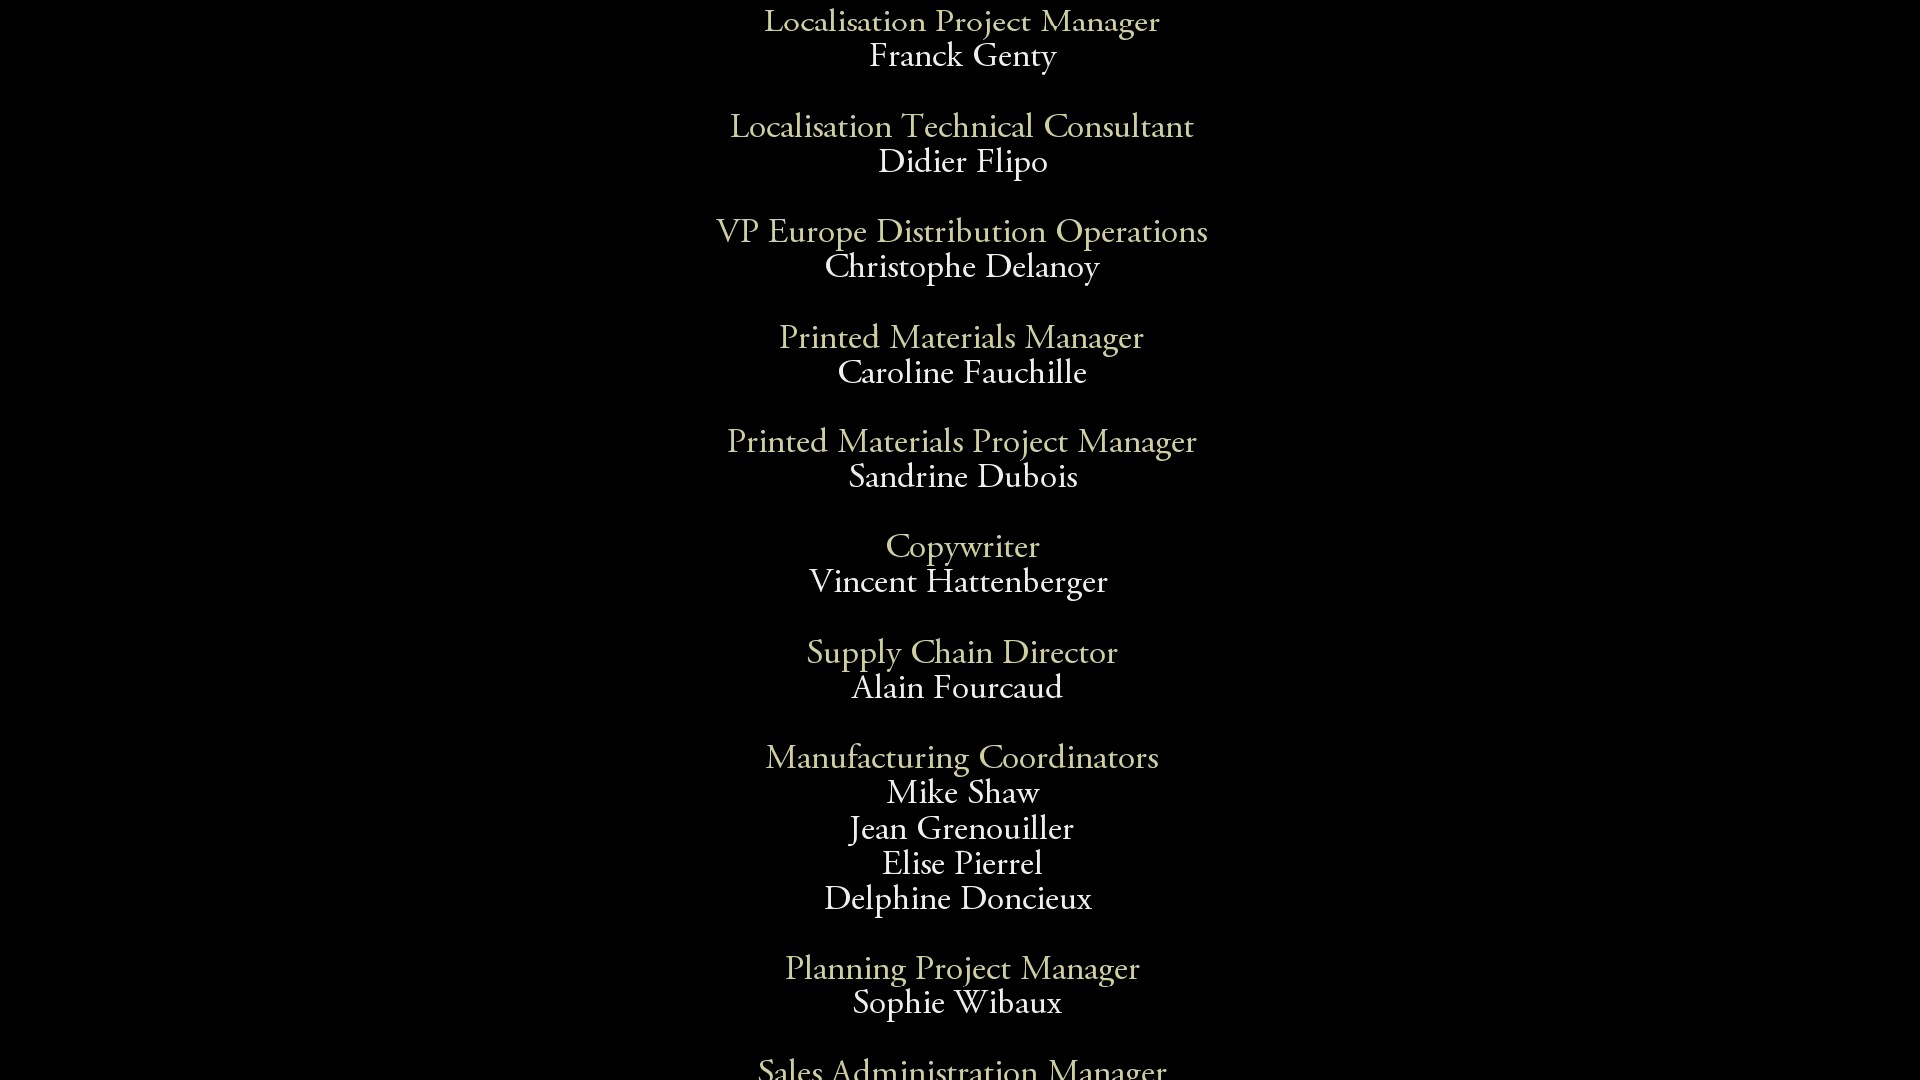 Localisation Project Manager
Franck Genty
Localisation Technical Consultant
Didier Flipo
VP Europe Distribution Operations
Christophe Delanoy
Printed Materials Manager
Caroline Fauchille
Printed Materials Project Manager
Sandrine Dubois
Copywriter
Vincent Hattenberger
Supply Chain Director
Alain Fourcaud
Manufacturing Coordinators
Mike Shaw
Jean Grenouiller
Elise Pierrel
Delphine Doncieux
Planning Project Manager
Sophie Wibaux
Sales Administration Manager